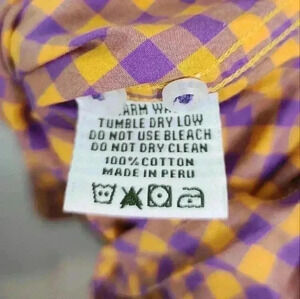 TUMBLE DRY LOW
DO NOT USE BLEACH
DO NOT DRY CLEAN
100% COTTON
MADE IN PERU